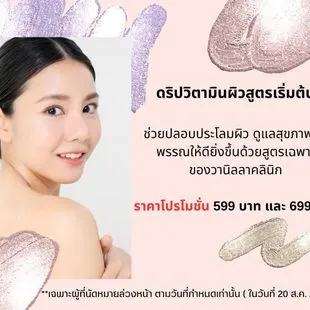 ดริปวิตามินผิวสูตรเริ่มต้น
ช่วยปลอบประโลมผิว ดูแลสุขภาพ
พรรณให้ดียิ่งขึ้นด้วยสูตรเฉพา
ของวานิลลาคลินิก
ราคาโปรโมชั่น 599 บาท และ 699
**เฉพาะผู้ที่นัดหมายล่วงหน้า ตามวันที่กำหนดเท่านั้น ( ในวันที่ 20 ส.ค.